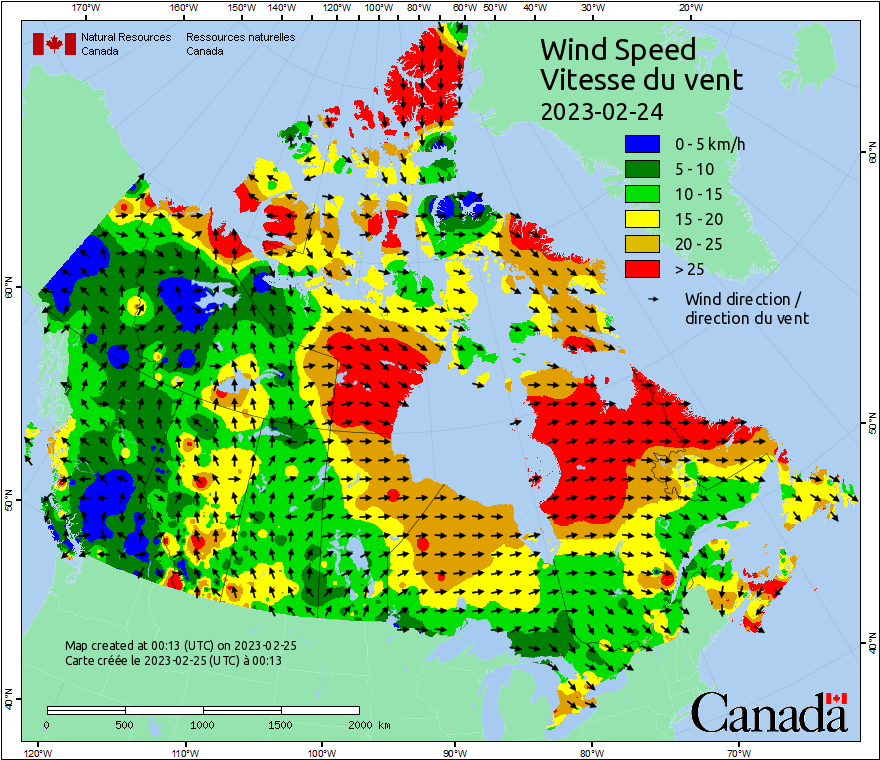 170°W 160°W 150°W 140°W 120°W 110°W 100°W 80°W 60°W 50°W 40°W 30°W 20°W
Natural Resources Ressources naturelles
Canada Canada
Wind Speed
Vitesse du vent
2023-02-24
0 - 5 km/h
5 - 10
10 - 15
15 - 20
20 - 25
> 25
Wind direction /
direction du vent
60°N
60°N
50°N
50°N
40°N
40°N
Map created at 00:13 (UTC) on 2023-02-25
Carte créée le 2023-02-25 (UTC) à 00:13
0 500 1000 1500 2000 km
Canada
120°W 110°W 100°W 90°W 80°W 70°W